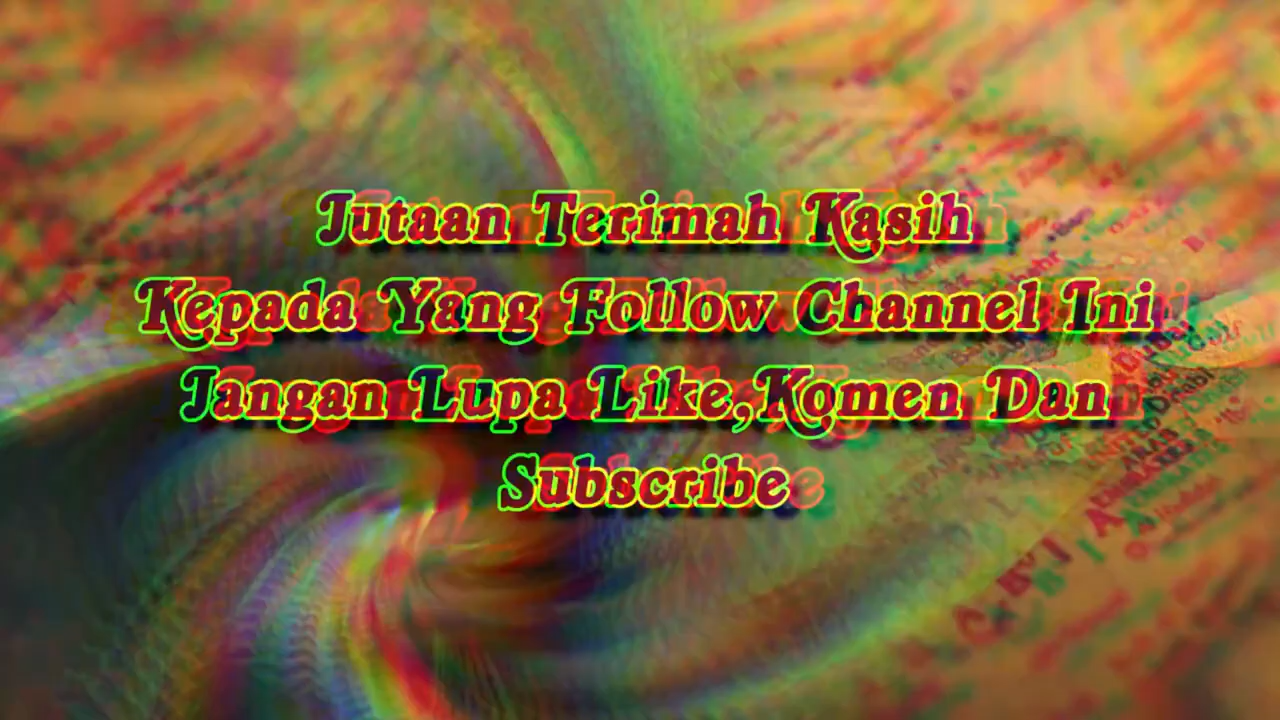 Jutaan Terimah Kasih
Kepada Yang Follow Channel Ini
Jangan Lupa Like,Komen Dan
Subscribe